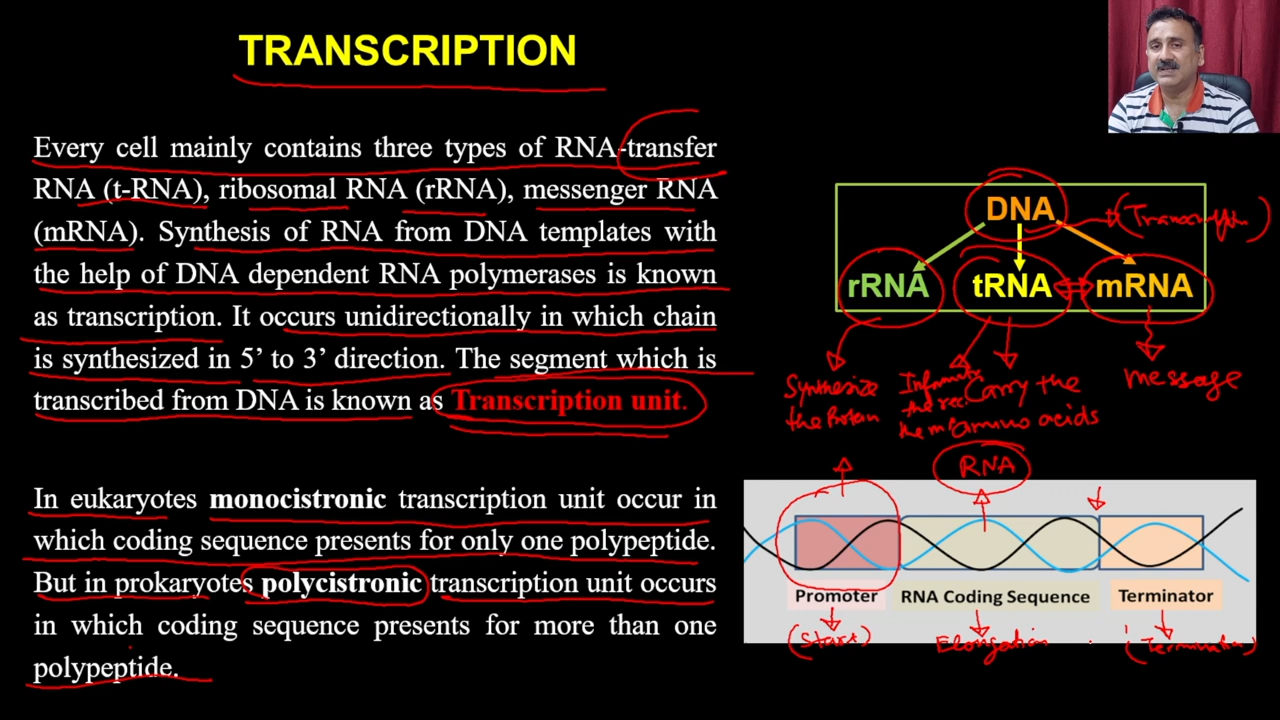 TRANSCRIPTION
Every cell mainly contains three types of RNA-transfer
RNA (t-RNA), ribosomal RNA (rRNA), messenger RNA
(mRNA). Synthesis of RNA from DNA templates with
the help of DNA dependent RNA polymerases is known
as transcription. It occurs unidirectionally in which chain
is synthesized in 5’ to 3’ direction. The segment which is
transcribed from DNA is known as Transcription unit.
In eukaryotes monocistronic transcription unit occur in
which coding sequence presents for only one polypeptide.
But in prokaryotes polycistronic transcription unit occurs
in which coding sequence presents for more than one
polypeptide.
DNA
rRNA tRNA mRNA
Synthesize
the Protein
Carry the
amino acids
message
RNA
Promoter RNA Coding Sequence Terminator
(Start) Elongation